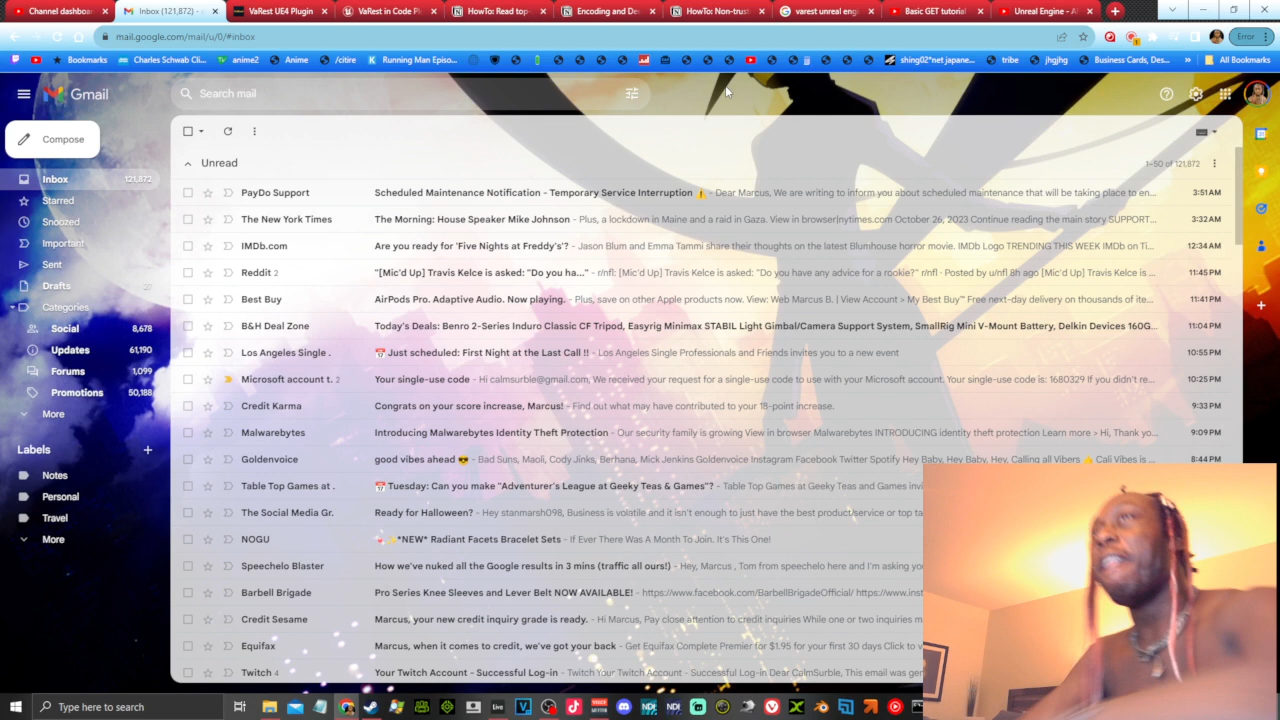 Channel dashboa
Inbox (121,872) -
VaRest UE4 Plugin
VaRest in Code P
HowTo: Read top
Encoding and De
HowTo: Non-trust
varest unreal engi
Basic GET tutorial
Unreal Engine - A
mail.google.com/mail/u/0/#inbox
Error
Bookmarks
Charles Schwab Cli...
anime2
Anime
/citire
Running Man Episo...
shing02*net japane...
tribe
jhgjhg
Business Cards, Des...
»
All Bookmarks
Gmail
Search mail
Compose
Inbox 121,872
Starred
Snoozed
Important
Sent
Drafts 27
Categories
Social 8,678
Updates 61,190
Forums 1,099
Promotions 50,188
More
Labels
Notes
Personal
Travel
More
Unread
1–50 of 121,872
PayDo Support Scheduled Maintenance Notification - Temporary Service Interruption ⚠️ - Dear Marcus, We are writing to inform you about scheduled maintenance that will be taking place to en... 3:51 AM
The New York Times The Morning: House Speaker Mike Johnson - Plus, a lockdown in Maine and a raid in Gaza. View in browser|nytimes.com October 26, 2023 Continue reading the main story SUPPORT... 3:32 AM
IMDb.com Are you ready for 'Five Nights at Freddy's'? - Jason Blum and Emma Tammi share their thoughts on the latest Blumhouse horror movie. IMDb Logo TRENDING THIS WEEK IMDb on Ti... 12:34 AM
Reddit 2 "[Mic'd Up] Travis Kelce is asked: "Do you ha..." - r/nfl: [Mic'd Up] Travis Kelce is asked: "Do you have any advice for a rookie?" r/nfl · Posted by u/nfl 8h ago [Mic'd Up] Travis Kelce is... 11:45 PM
Best Buy AirPods Pro. Adaptive Audio. Now playing. - Plus, save on other Apple products now. View: Web Marcus B. | View Account > My Best Buy™ Free next-day delivery on thousands of ite... 11:41 PM
B&H Deal Zone Today's Deals: Benro 2-Series Induro Classic CF Tripod, Easyrig Minimax STABIL Light Gimbal/Camera Support System, SmallRig Mini V-Mount Battery, Delkin Devices 160G... 11:04 PM
Los Angeles Single . 📅 Just scheduled: First Night at the Last Call !! - Los Angeles Single Professionals and Friends invites you to a new event 10:55 PM
Microsoft account t. 2 Your single-use code - Hi calmsurble@gmail.com, We received your request for a single-use code to use with your Microsoft account. Your single-use code is: 1680329 If you didn't re... 10:25 PM
Credit Karma Congrats on your score increase, Marcus! - Find out what may have contributed to your 18-point increase. 9:33 PM
Malwarebytes Introducing Malwarebytes Identity Theft Protection - Our security family is growing View in browser Malwarebytes INTRODUCING identity theft protection Learn more > Hi, Thank yo... 9:09 PM
Goldenvoice good vibes ahead 😎 - Bad Suns, Maoli, Cody Jinks, Berhana, Mick Jenkins Goldenvoice Instagram Facebook Twitter Spotify Hey Baby, Hey Baby, Hey, Calling all Vibers 👍 Cali Vibes is... 8:44 PM
Table Top Games at . 📅 Tuesday: Can you make "Adventurer's League at Geeky Teas & Games"? - Table Top Games at Geeky Teas and Games invi
The Social Media Gr. Ready for Halloween? - Hey stanmarsh098, Business is volatile and it isn't enough to just have the best product/service or top ta
NOGU 👻✨*NEW* Radiant Facets Bracelet Sets - If Ever There Was A Month To Join. It's This One!
Speechelo Blaster How we've nuked all the Google results in 3 mins (traffic all ours!) - Hey, Marcus , Tom from speechelo here and I'm asking you
Barbell Brigade Pro Series Knee Sleeves and Lever Belt NOW AVAILABLE! - https://www.facebook.com/BarbellBrigadeOfficial/ https://www.inst
Credit Sesame Marcus, your new credit inquiry grade is ready. - Hi Marcus, Pay close attention to credit inquiries While one or two inquiries m
Equifax Marcus, when it comes to credit, we've got your back - Get Equifax Complete Premier for $1.95 for your first 30 days Click to v
Twitch 4 Your Twitch Account - Successful Log-in - Twitch Your Twitch Account - Successful Log-in Dear CalmSurble, This email was gen
Type here to search